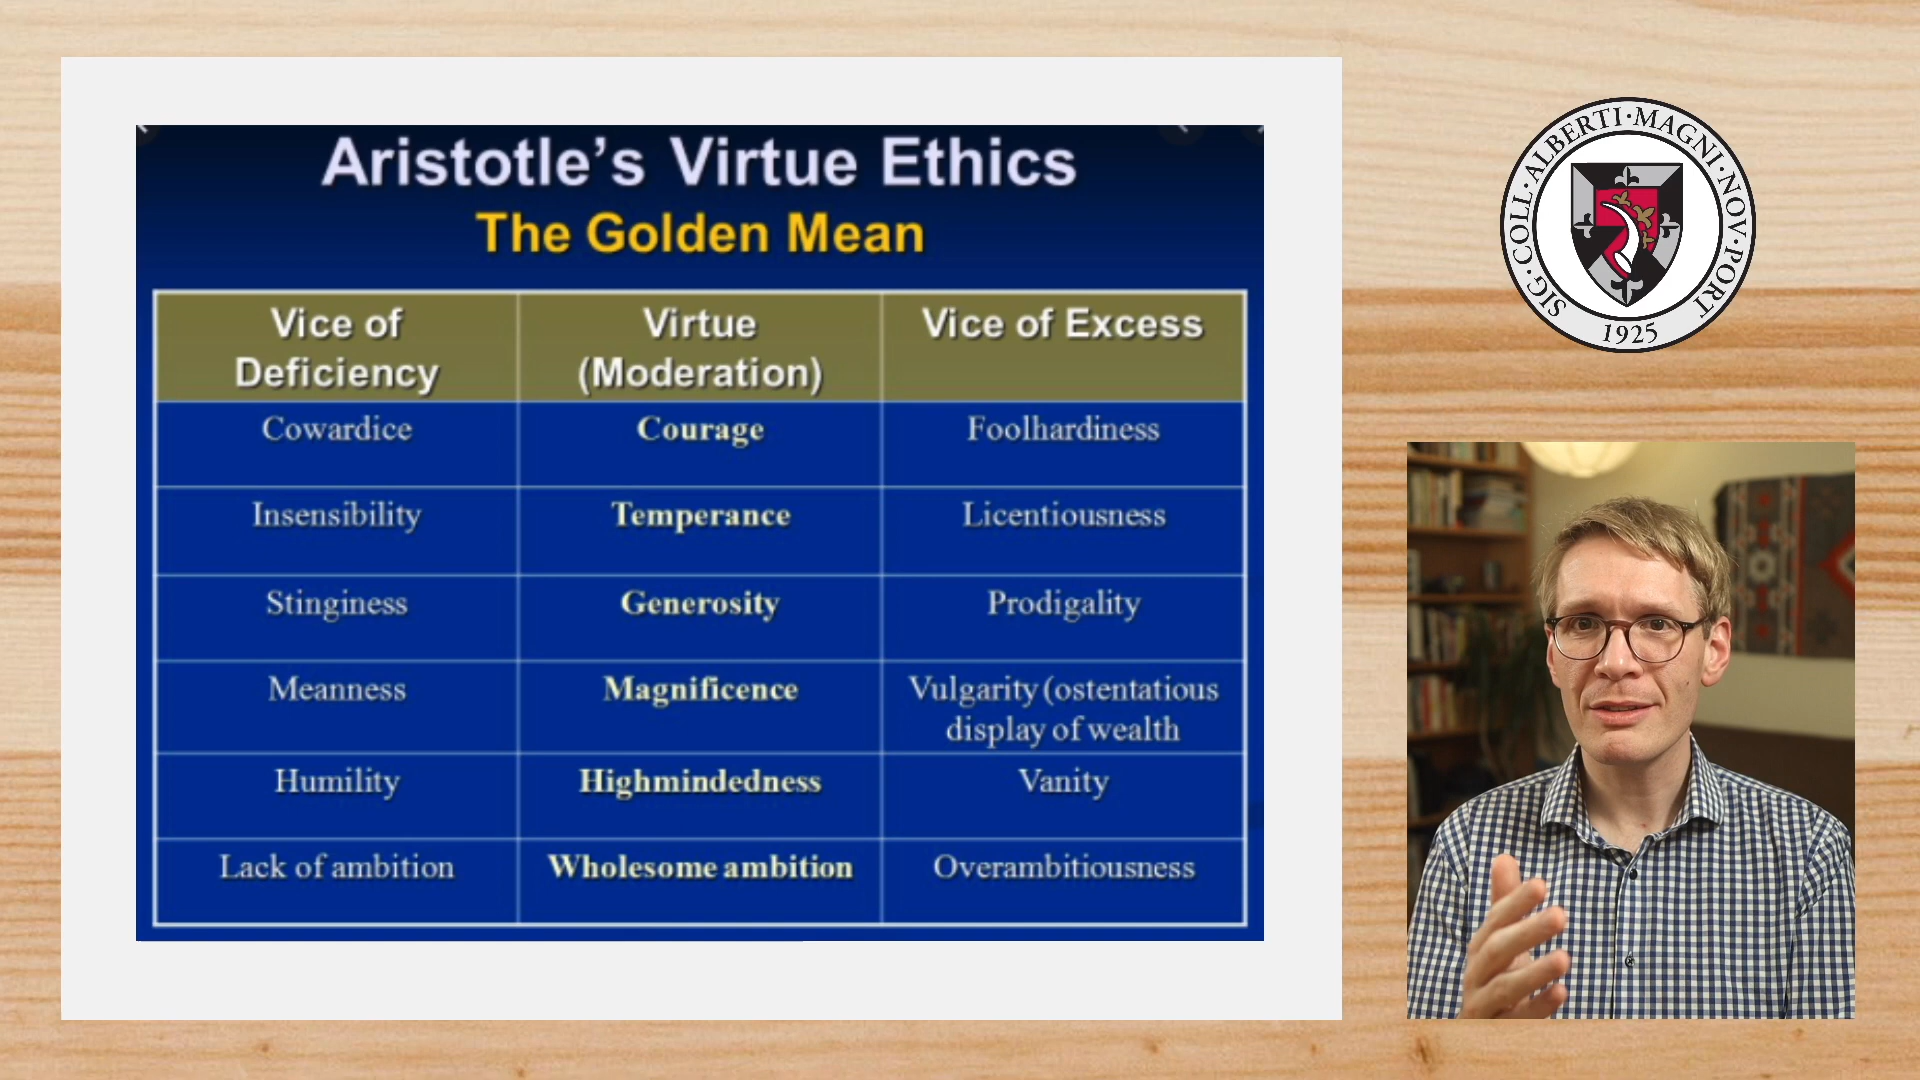 Aristotle’s Virtue Ethics
The Golden Mean
Vice of
Deficiency
Virtue
(Moderation)
Vice of Excess
Cowardice
Courage
Foolhardiness
Insensibility
Temperance
Licentiousness
Stinginess
Generosity
Prodigality
Meanness
Magnificence
Vulgarity (ostentatious
display of wealth
Humility
Highmindedness
Vanity
Lack of ambition
Wholesome ambition
Overambitiousness
SIG·COLL·ALBERTI·MAGNI·NOV·PORT
1925